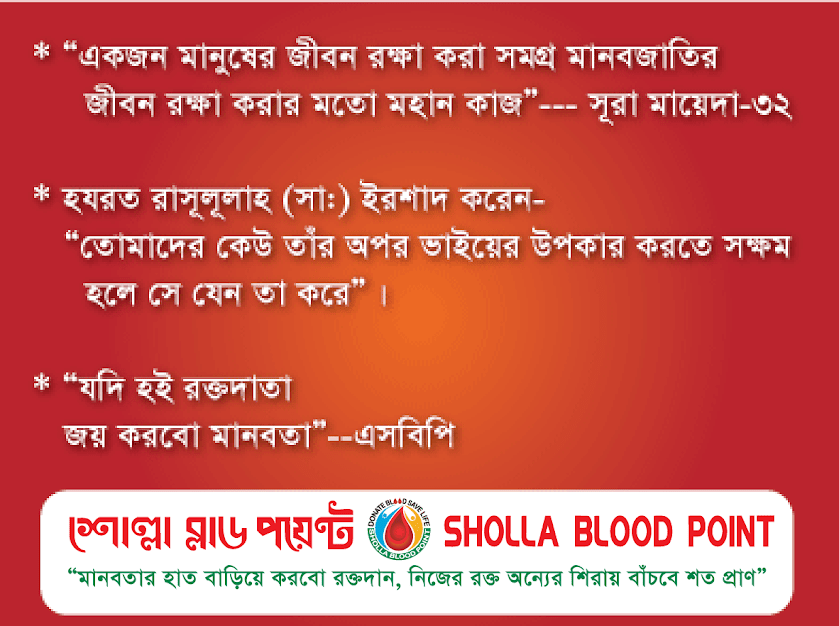 * “একজন মানুষের জীবন রক্ষা করা সমগ্র মানবজাতির
জীবন রক্ষা করার মতো মহান কাজ”--- সূরা মায়েদা-৩২
* হযরত রাসূলূলাহ (সাঃ) ইরশাদ করেন-
“তোমাদের কেউ তাঁর অপর ভাইয়ের উপকার করতে সক্ষম
হলে সে যেন তা করে” ।
* “যদি হই রক্তদাতা
জয় করবো মানবতা”--এসবিপি
শোল্লা ব্লাড পয়েণ্ট
DONATE BLOOD SAVE LIFE
SHOLLA BLOOD POINT
SHOLLA BLOOD POINT
“মানবতার হাত বাড়িয়ে করবো রক্তদান, নিজের রক্ত অন্যের শিরায় বাঁচবে শত প্রাণ”